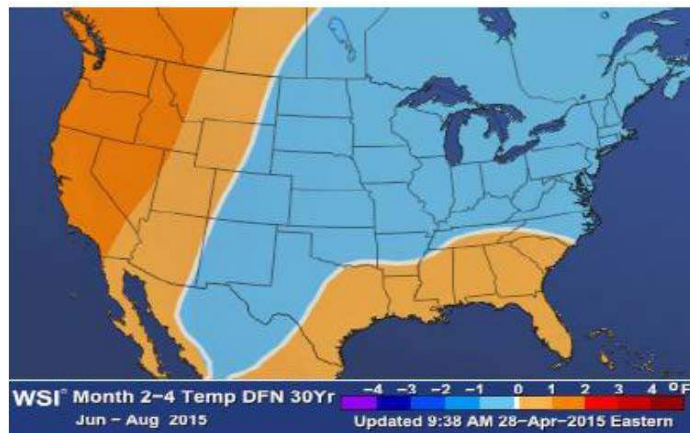 WSI® Month 2-4 Temp DFN 30Yr
Jun - Aug 2015
-4 -3 -2 -1 0 1 2 3 4 °F
Updated 9:38 AM 28-Apr-2015 Eastern